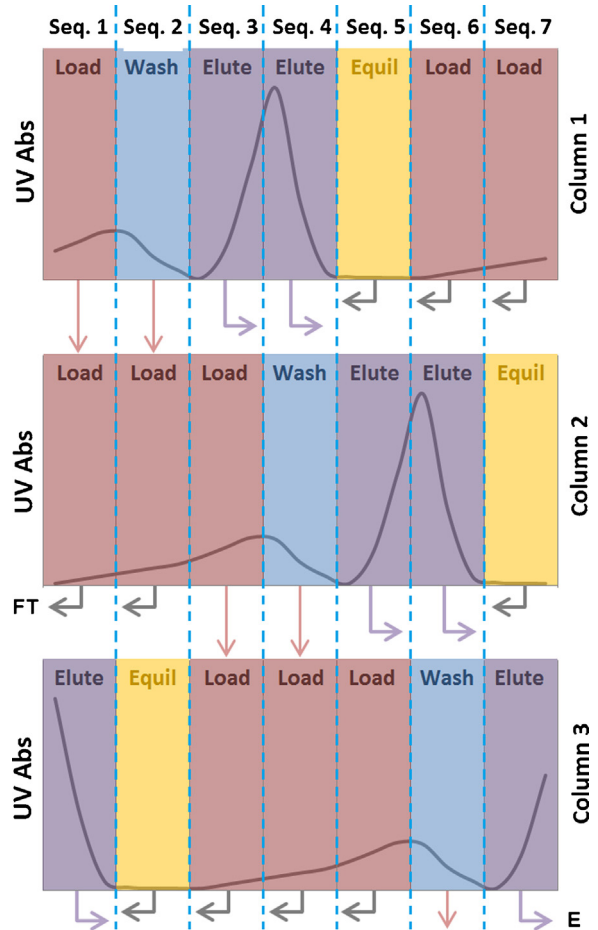 Seq. 1 Seq. 2 Seq. 3 Seq. 4 Seq. 5 Seq. 6 Seq. 7
Load Wash Elute Elute Equil Load Load
UV Abs
Column 1
Load Load Load Wash Elute Elute Equil
UV Abs
Column 2
FT
Elute Equil Load Load Load Wash Elute
UV Abs
Column 3
E